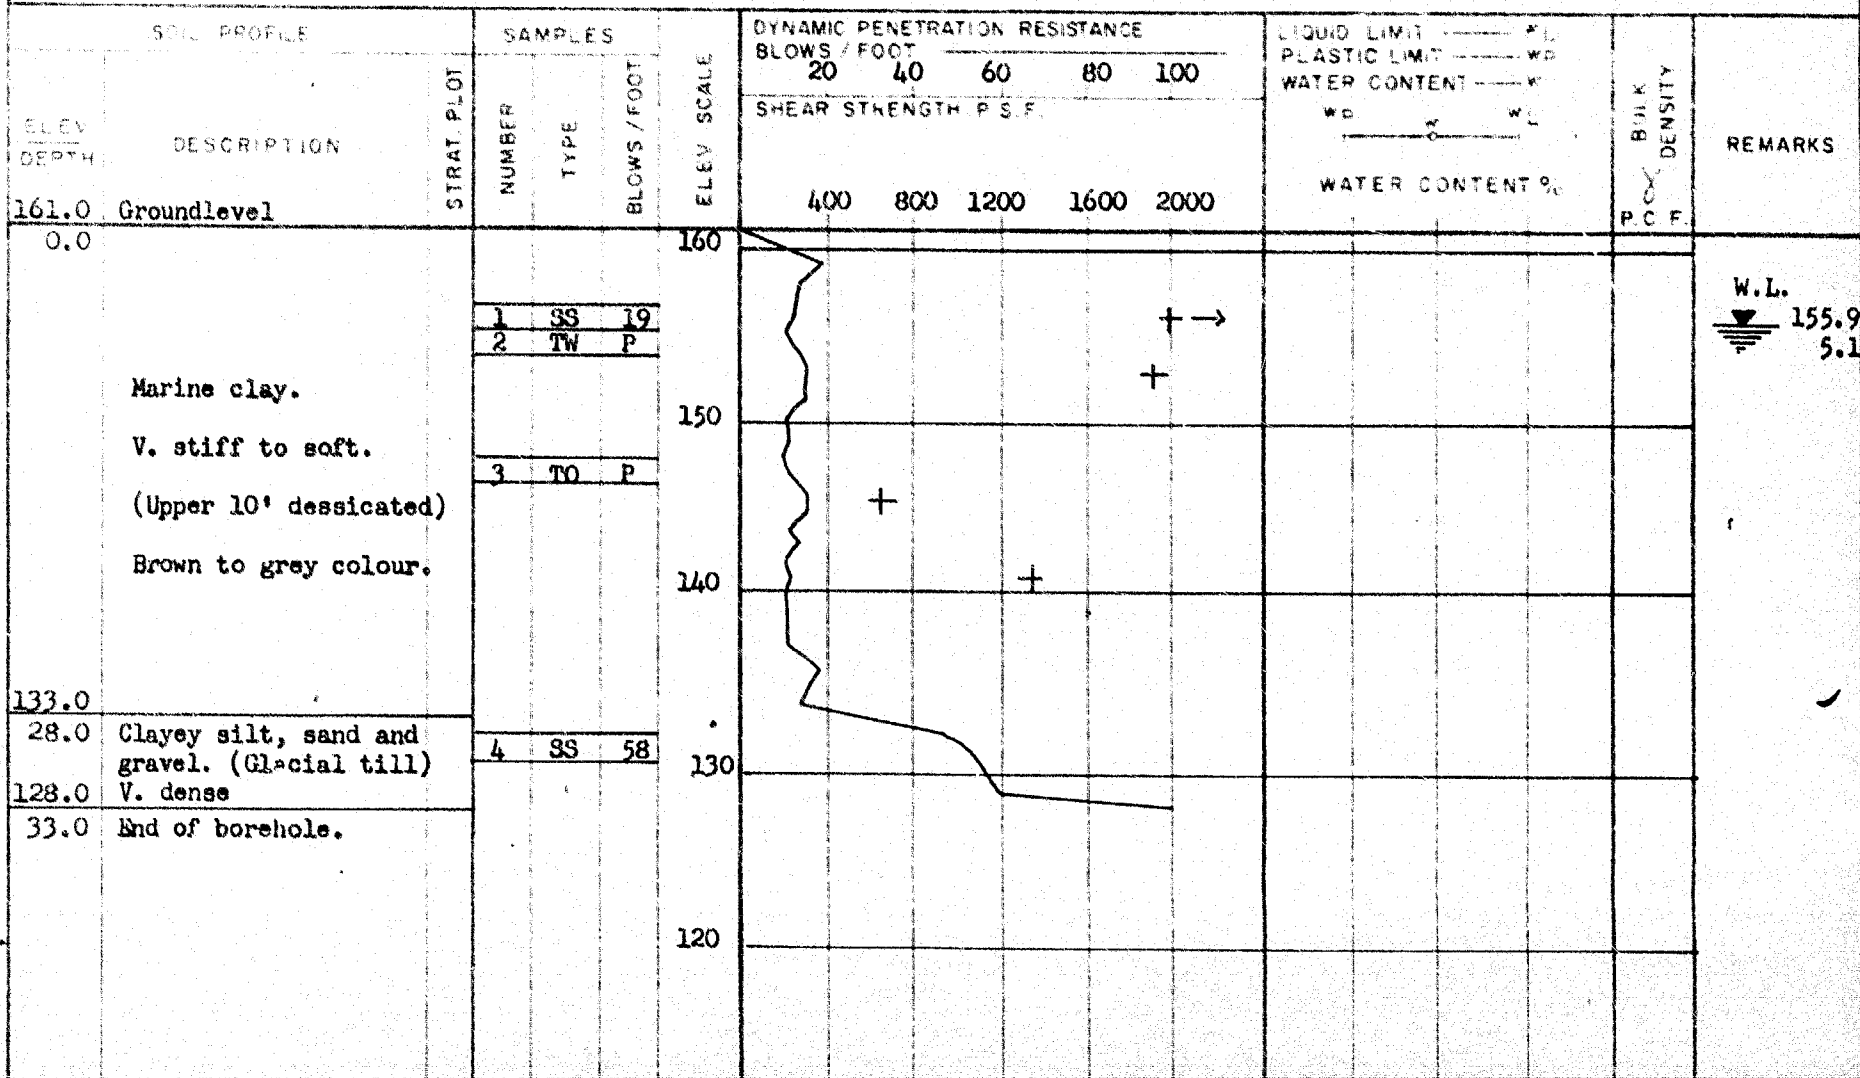 SOIL PROFILE
SAMPLES
DYNAMIC PENETRATION RESISTANCE
BLOWS / FOOT
20 40 60 80 100
SHEAR STRENGTH P.S.F.
400 800 1200 1600 2000
LIQUID LIMIT WL
PLASTIC LIMIT WP
WATER CONTENT W
WP W WL
WATER CONTENT %
BULK DENSITY
γ
P.C.F.
REMARKS
ELEV
DEPTH
DESCRIPTION
STRAT. PLOT
NUMBER
TYPE
BLOWS / FOOT
ELEV. SCALE
161.0 Groundlevel
0.0
160
W.L.
155.9
5.1
1 SS 19
2 TW P
Marine clay.
150
V. stiff to soft.
3 TO P
(Upper 10' dessicated)
Brown to grey colour.
140
133.0
28.0 Clayey silt, sand and
gravel. (Glacial till)
4 SS 58
130
128.0 V. dense
33.0 End of borehole.
120